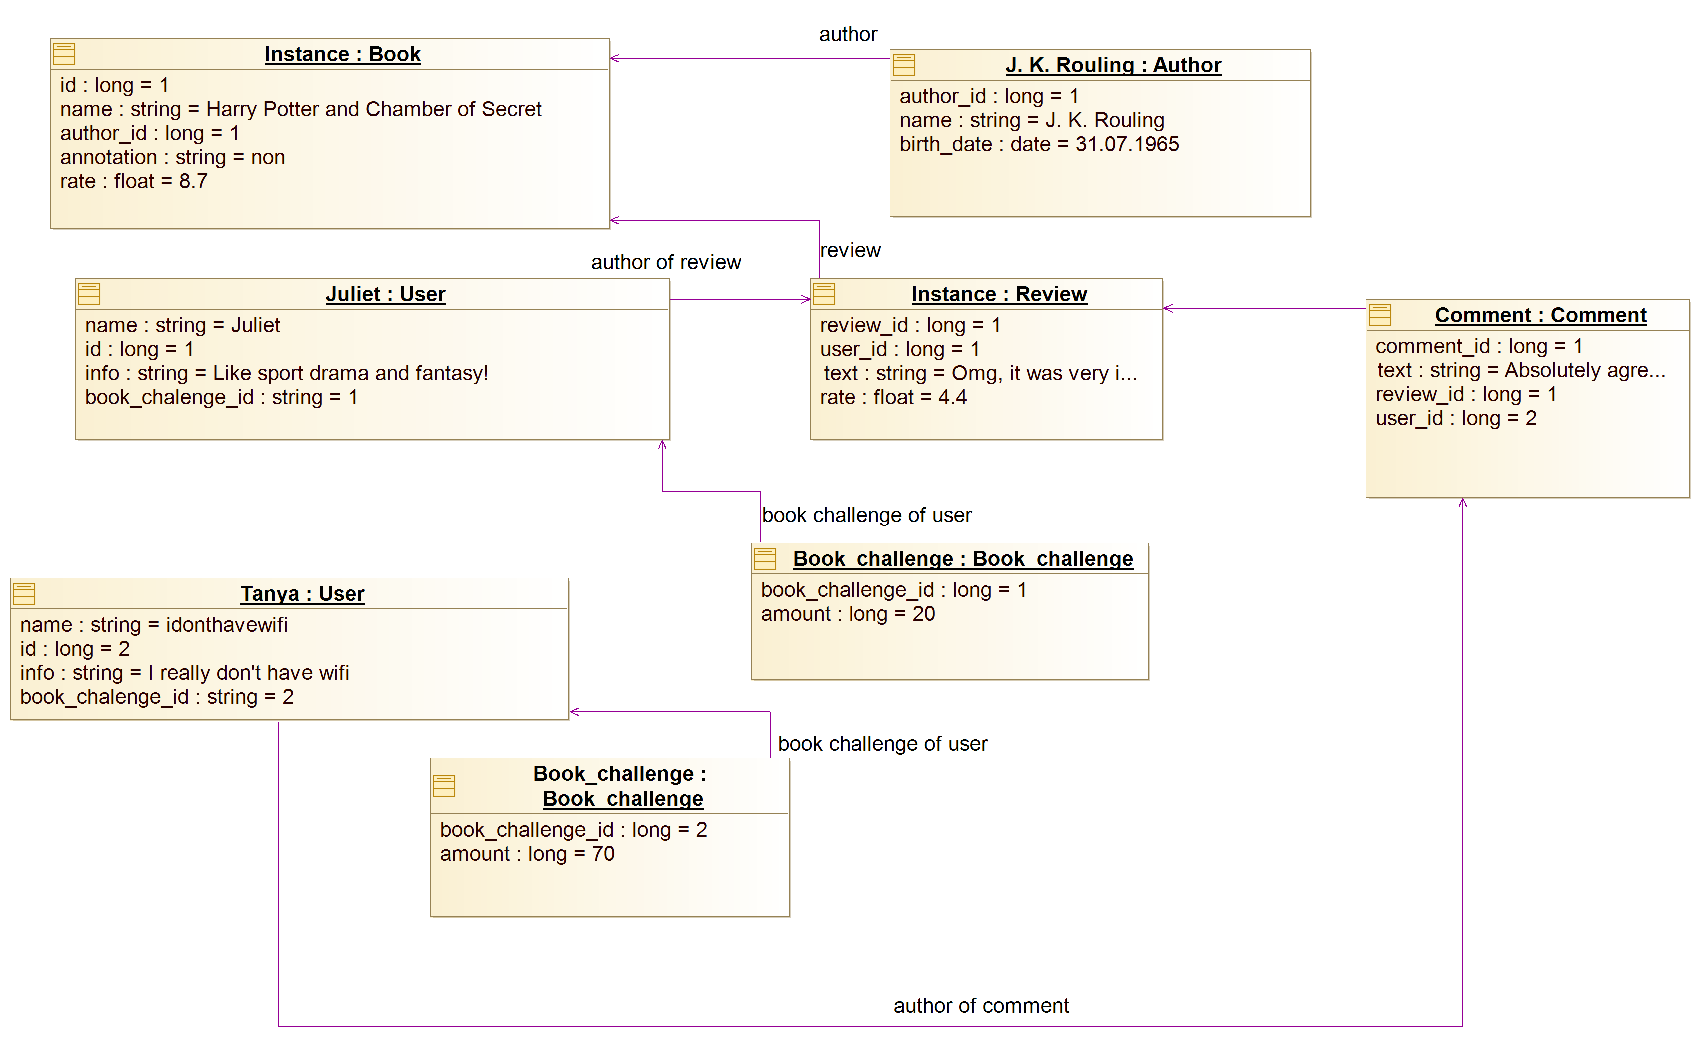 author
Instance : Book
id : long = 1
name : string = Harry Potter and Chamber of Secret
author_id : long = 1
annotation : string = non
rate : float = 8.7
J. K. Rouling : Author
author_id : long = 1
name : string = J. K. Rouling
birth_date : date = 31.07.1965
author of review
review
Juliet : User
name : string = Juliet
id : long = 1
info : string = Like sport drama and fantasy!
book_chalenge_id : string = 1
Instance : Review
review_id : long = 1
user_id : long = 1
text : string = Omg, it was very i...
rate : float = 4.4
Comment : Comment
comment_id : long = 1
text : string = Absolutely agre...
review_id : long = 1
user_id : long = 2
book challenge of user
Book_challenge : Book_challenge
book_challenge_id : long = 1
amount : long = 20
Tanya : User
name : string = idonthavewifi
id : long = 2
info : string = I really don't have wifi
book_chalenge_id : string = 2
book challenge of user
Book_challenge :
Book_challenge
book_challenge_id : long = 2
amount : long = 70
author of comment